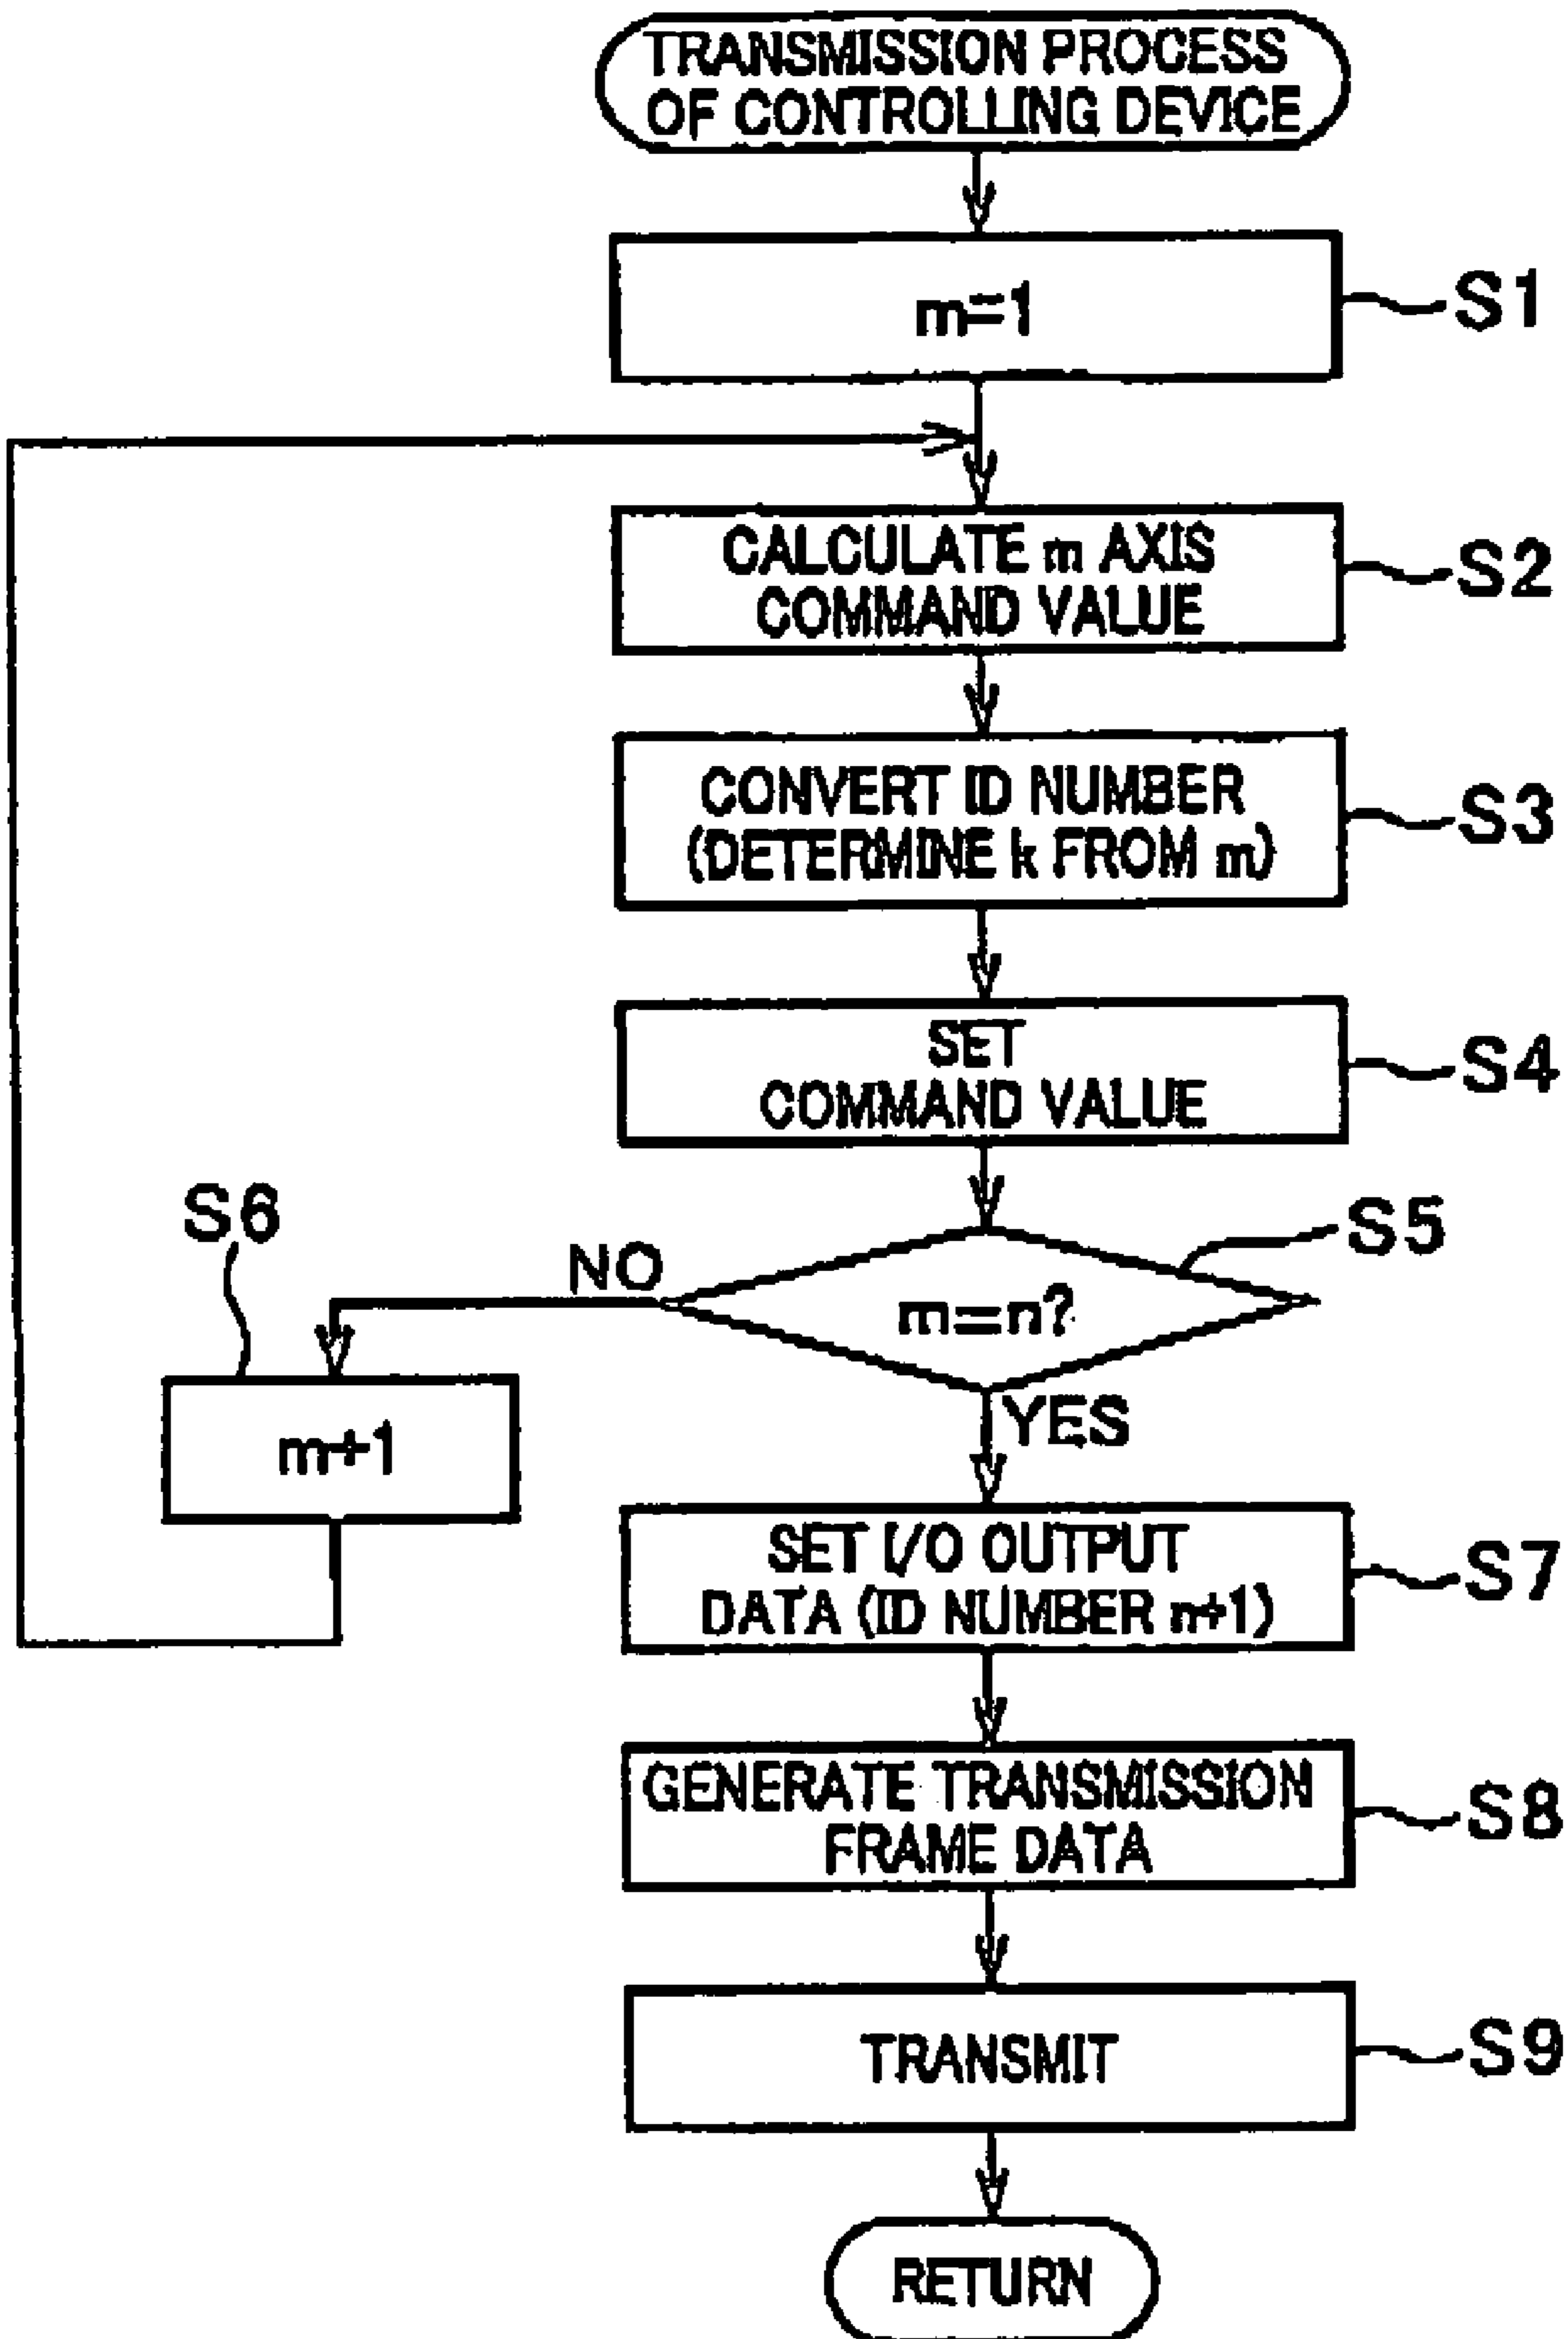 TRANSMISSION PROCESS
OF CONTROLLING DEVICE
m=1
S1
CALCULATE m AXIS
COMMAND VALUE
S2
CONVERT ID NUMBER
(DETERMINE k FROM m)
S3
SET
COMMAND VALUE
S4
S5
m=n?
NO
S6
m+1
YES
SET I/O OUTPUT
DATA (ID NUMBER n+1)
S7
GENERATE TRANSMISSION
FRAME DATA
S8
TRANSMIT
S9
RETURN